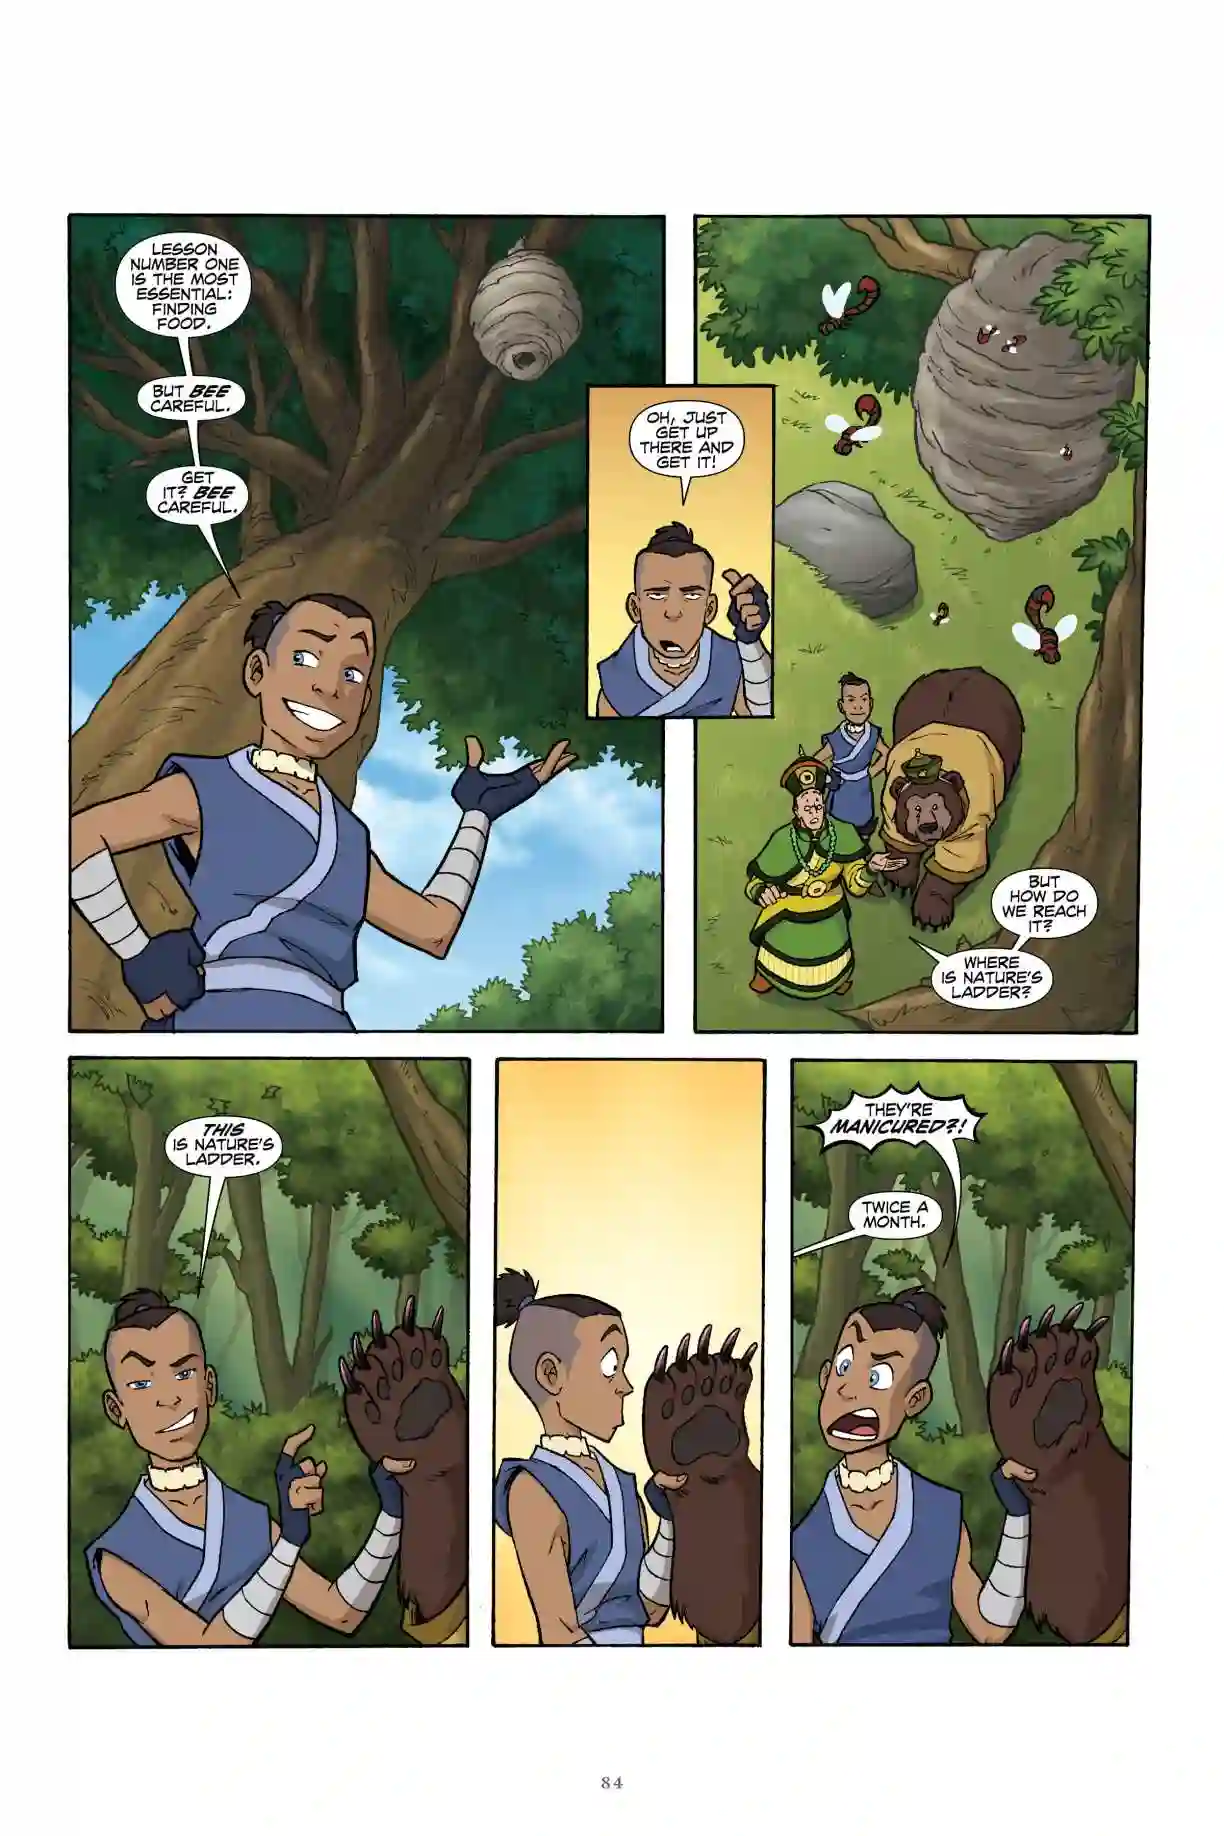 LESSON
NUMBER ONE
IS THE MOST
ESSENTIAL:
FINDING
FOOD.
BUT BEE
CAREFUL.
GET
IT? BEE
CAREFUL.
OH, JUST
GET UP
THERE AND
GET IT!
BUT
HOW DO
WE REACH
IT?
WHERE
IS NATURE'S
LADDER?
THIS
IS NATURE'S
LADDER.
THEY'RE
MANICURED?!
TWICE A
MONTH.
84